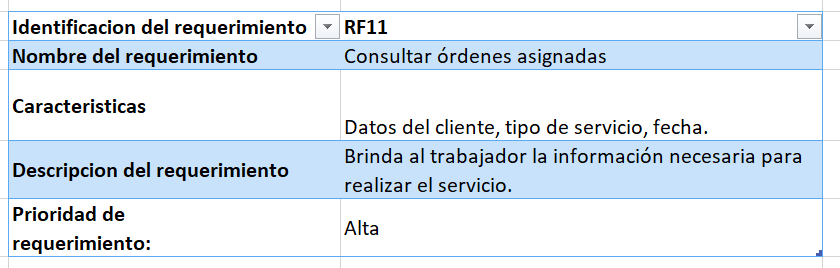 Identificacion del requerimiento RF11
Nombre del requerimiento Consultar órdenes asignadas
Caracteristicas
Datos del cliente, tipo de servicio, fecha.
Descripcion del requerimiento
Brinda al trabajador la información necesaria para
realizar el servicio.
Prioridad de
requerimiento:
Alta